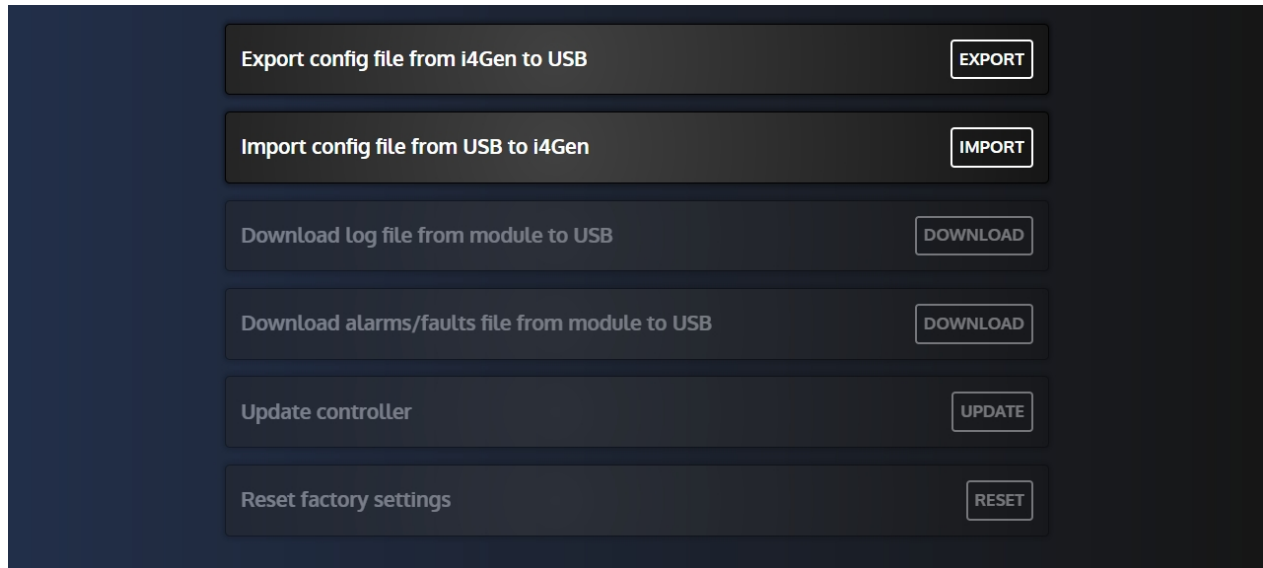 Export config file from i4Gen to USB EXPORT
Import config file from USB to i4Gen IMPORT
Download log file from module to USB DOWNLOAD
Download alarms/faults file from module to USB DOWNLOAD
Update controller UPDATE
Reset factory settings RESET